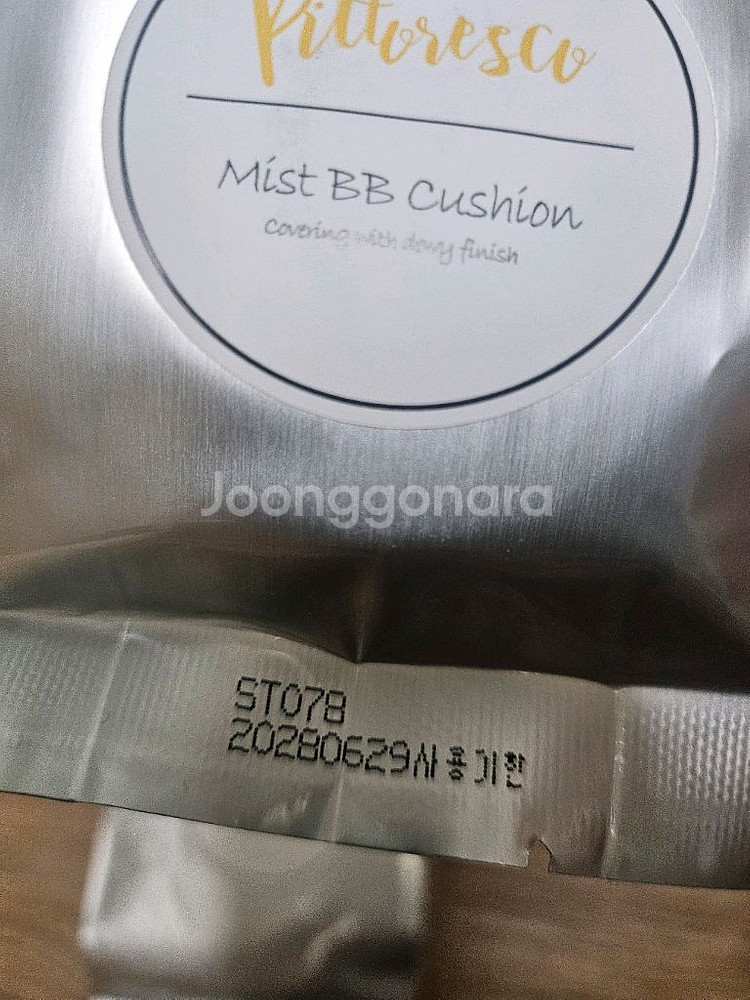 Pittoresco
Mist BB Cushion
Covering with dewy finish
Joonggonara
ST078
20280629사용기한